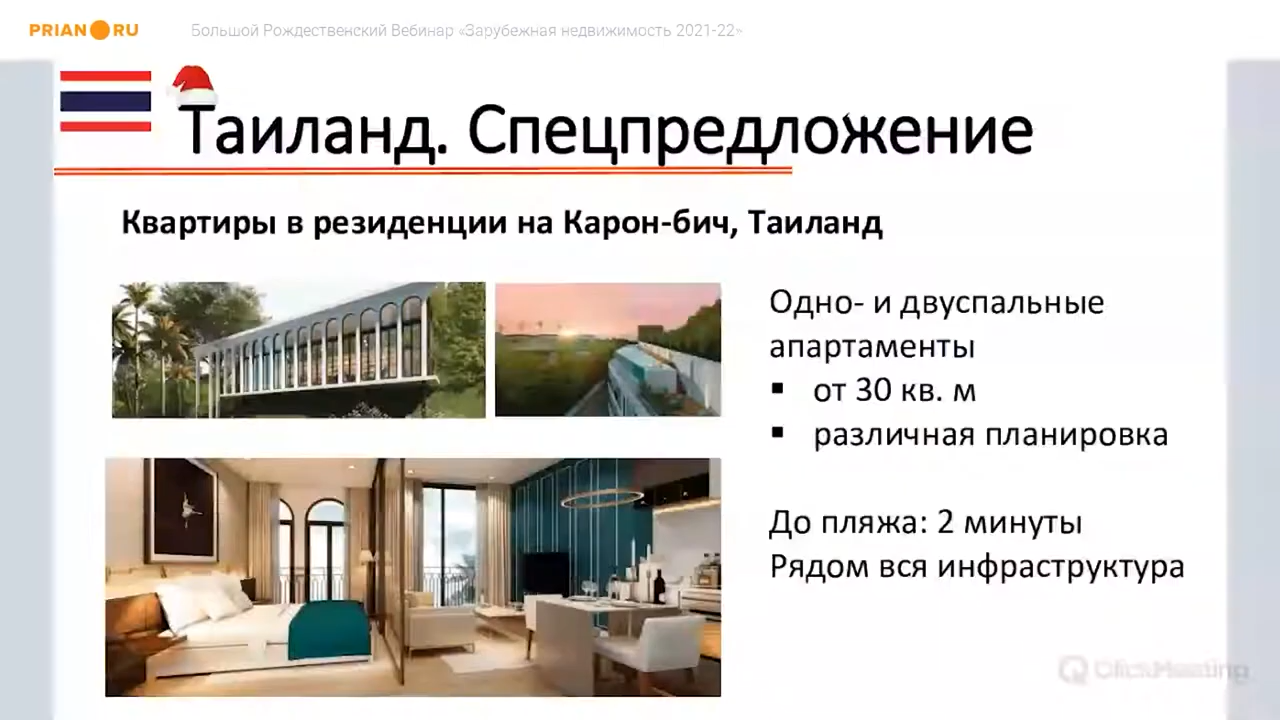 PRIAN.RU
Большой Рождественский Вебинар «Зарубежная недвижимость 2021-22»
Таиланд. Спецпредложение
Квартиры в резиденции на Карон-бич, Таиланд
Одно- и двуспальные
апартаменты
▪ от 30 кв. м
▪ различная планировка
До пляжа: 2 минуты
Рядом вся инфраструктура
ClickMeeting